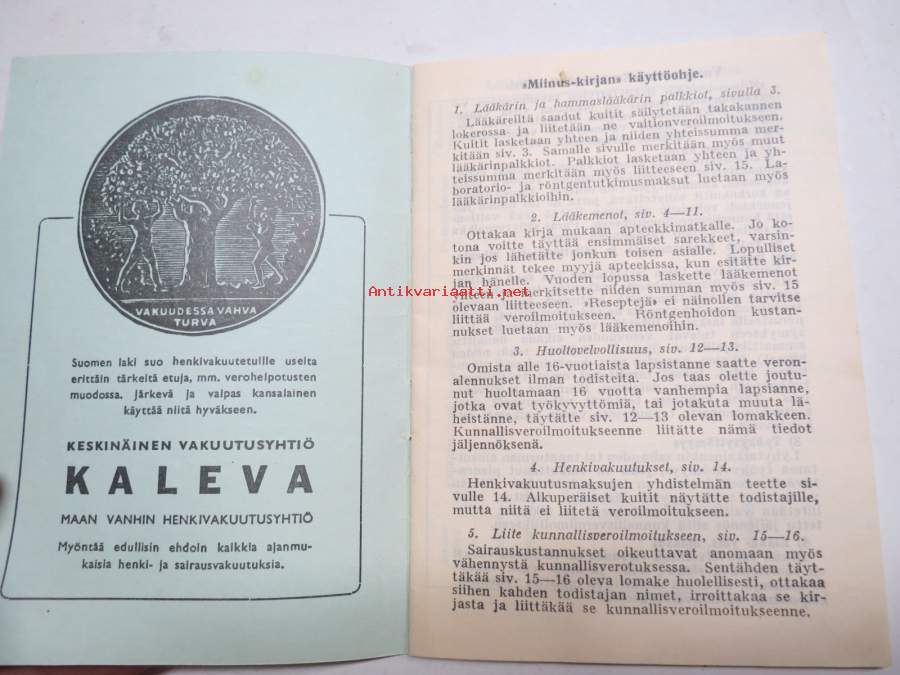 VAKUUDESSA VAHVA
TURVA
Suomen laki suo henkivakuutetuille useita
erittäin tärkeitä etuja, mm. verohelpotusten
muodossa. Järkevä ja valpas kansalainen
käyttää niitä hyväkseen.
KESKINÄINEN VAKUUTUSYHTIÖ
KALEVA
MAAN VANHIN HENKIVAKUUTUSYHTIÖ
Myöntää edullisin ehdoin kaikkia ajanmu-
kaisia henki- ja sairausvakuutuksia.
»Miinus-kirjan» käyttöohje.
1. Lääkärin ja hammaslääkärin palkkiot, sivulla 3.
Lääkäreiltä saadut kuitit säilytetään takakannen
lokerossa ja liitetään ne valtionveroilmoitukseen.
Kuitit lasketaan yhteen ja niiden yhteissumma mer-
kitään siv. 3. Samalle sivulle merkitään myös muut
lääkärinpalkkiot. Palkkiot lasketaan yhteen ja yh-
teissumma merkitään myös liitteeseen siv. 15. La-
boratorio- ja röntgentutkimusmaksut luetaan myös
lääkärinpalkkioihin.
2. Lääkemenot, siv. 4—11.
Ottakaa kirja mukaan apteekkimatkalle. Jo ko-
tona voitte täyttää ensimmäiset sarekkeet, varsin-
kin jos lähetätte jonkun toisen asialle. Lopulliset
merkinnät tekee myyjä apteekissa, kun esitätte kir-
jan hänelle. Vuoden lopussa laskette lääkemenot
yhteen ja merkitsette niiden summan myös siv. 15
olevaan liitteeseen. »Reseptejä» ei näinollen tarvitse
liittää veroilmoitukseen. Röntgenhoidon kustan-
nukset luetaan myös lääkemenoihin.
3. Huoltovelvollisuus, siv. 12—13.
Omista alle 16-vuotiaista lapsistanne saatte veron-
alennukset ilman todisteita. Jos taas olette joutu-
nut huoltamaan 16 vuotta vanhempia lapsianne,
jotka ovat työkyvyttömiä, tai jotakuta muuta lä-
heistänne, täytätte siv. 12—13 olevan lomakkeen.
Kunnallisveroilmoitukseenne liitätte nämä tiedot
jäljennöksenä.
4. Henkivakuutukset, siv. 14.
Henkivakuutusmaksujen yhdistelmän teette si-
vulle 14. Alkuperäiset kuitit näytätte todistajille,
mutta niitä ei liitetä veroilmoitukseen.
5. Liite kunnallisveroilmoitukseen, siv. 15—16.
Sairauskustannukset oikeuttavat anomaan myös
vähennystä kunnallisverotuksessa. Sentähden täyt-
täkää siv. 15—16 oleva lomake huolellisesti, ottakaa
siihen kahden todistajan nimet, irroittakaa se kir-
jasta ja liittäkää se kunnallisveroilmoitukseenne.
Antikvariaatti.net